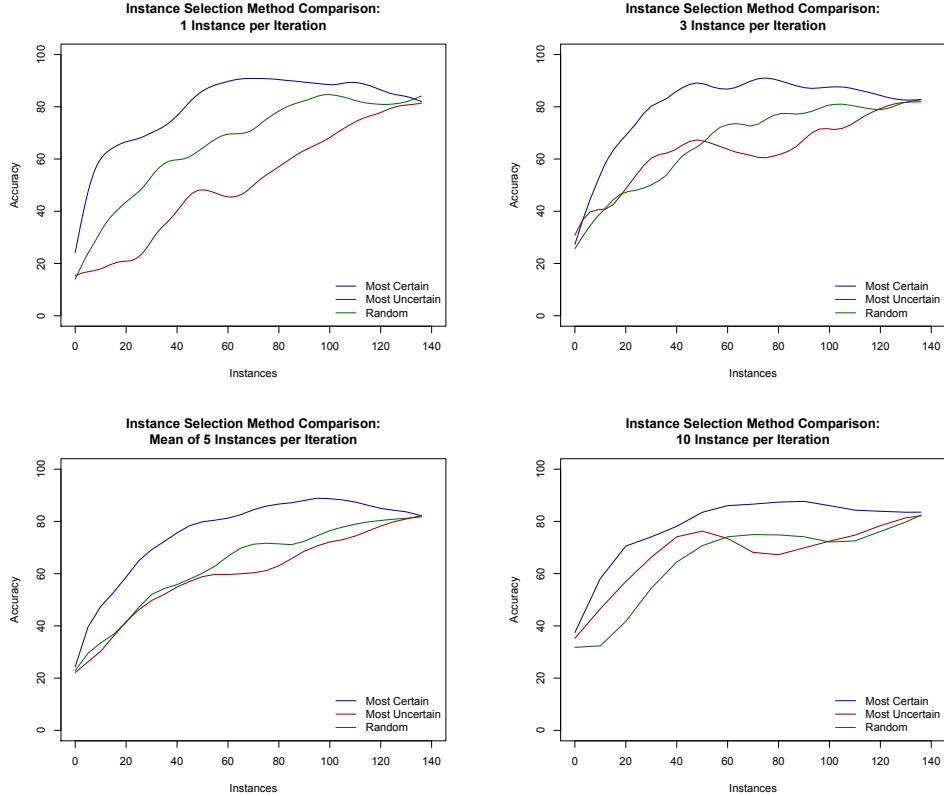 Instance Selection Method Comparison:
1 Instance per Iteration
Accuracy
100
80
60
40
20
0
Most Certain
Most Uncertain
Random
0 20 40 60 80 100 120 140
Instances
Instance Selection Method Comparison:
3 Instance per Iteration
Accuracy
100
80
60
40
20
0
Most Certain
Most Uncertain
Random
0 20 40 60 80 100 120 140
Instances
Instance Selection Method Comparison:
Mean of 5 Instances per Iteration
Accuracy
100
80
60
40
20
0
Most Certain
Most Uncertain
Random
0 20 40 60 80 100 120 140
Instances
Instance Selection Method Comparison:
10 Instance per Iteration
Accuracy
100
80
60
40
20
0
Most Certain
Most Uncertain
Random
0 20 40 60 80 100 120 140
Instances